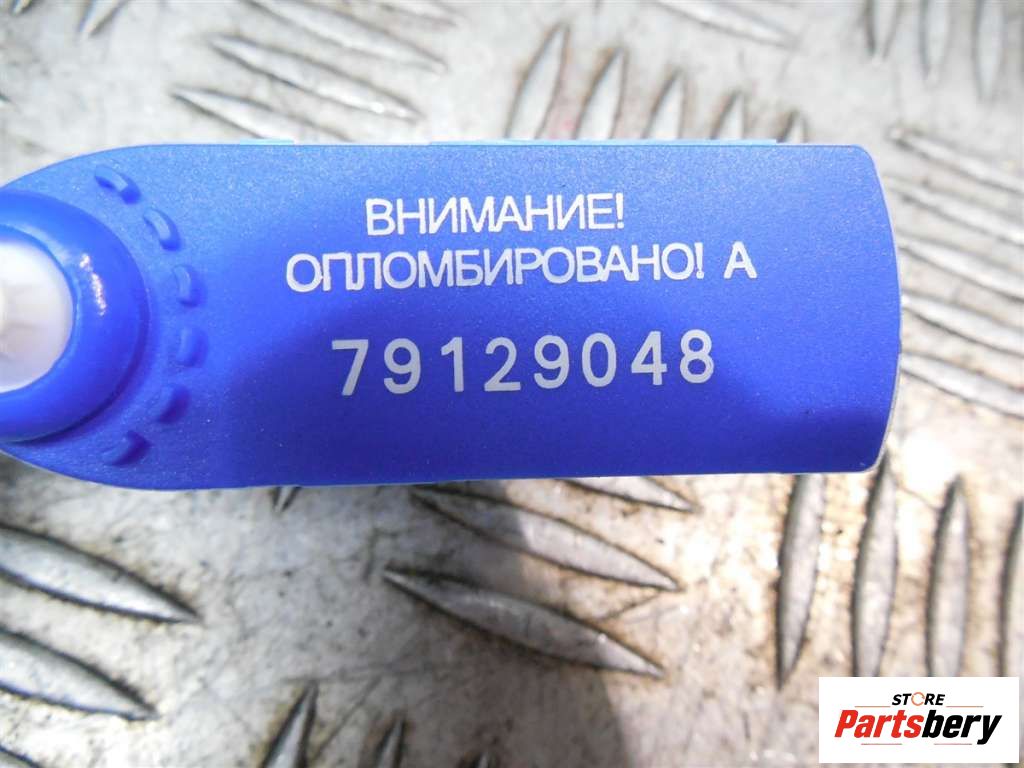 ВНИМАНИЕ!
ОПЛОМБИРОВАНО! А
79129048
STORE
Partsbery